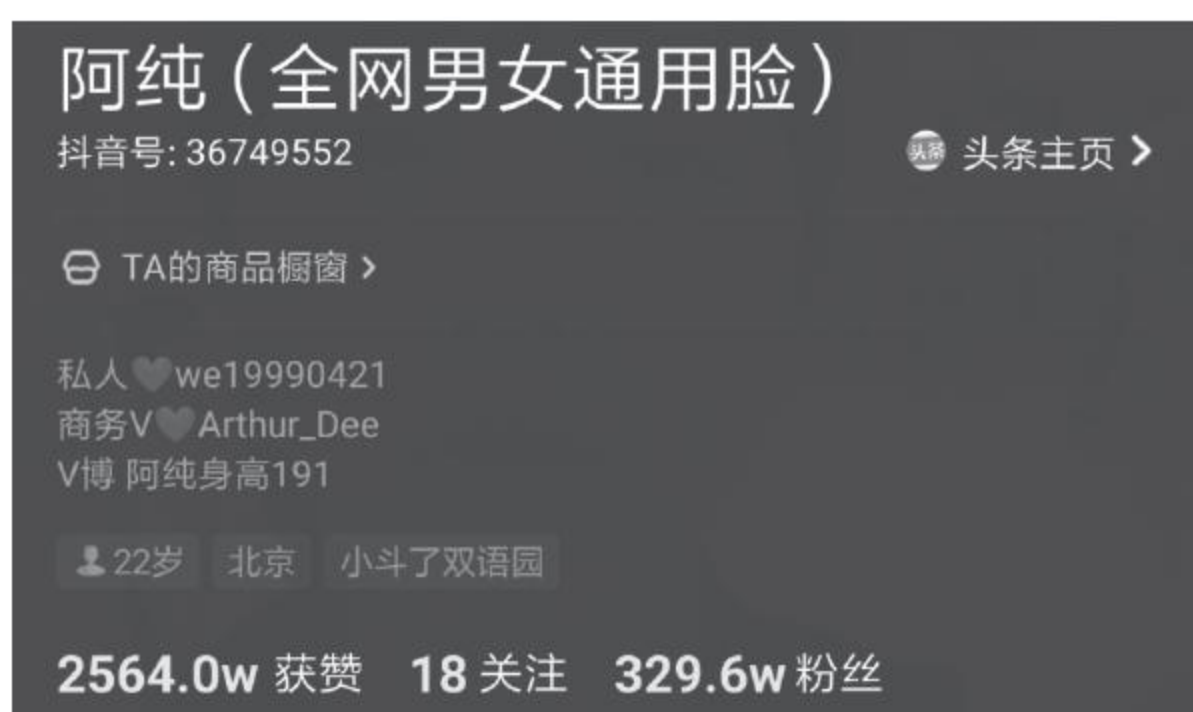 阿纯(全网男女通用脸)
抖音号: 36749552
头条 头条主页
TA的商品橱窗
私人♥we19990421
商务V♥Arthur_Dee
V博 阿纯身高191
22岁 北京 小斗了双语园
2564.0w 获赞 18 关注 329.6w 粉丝